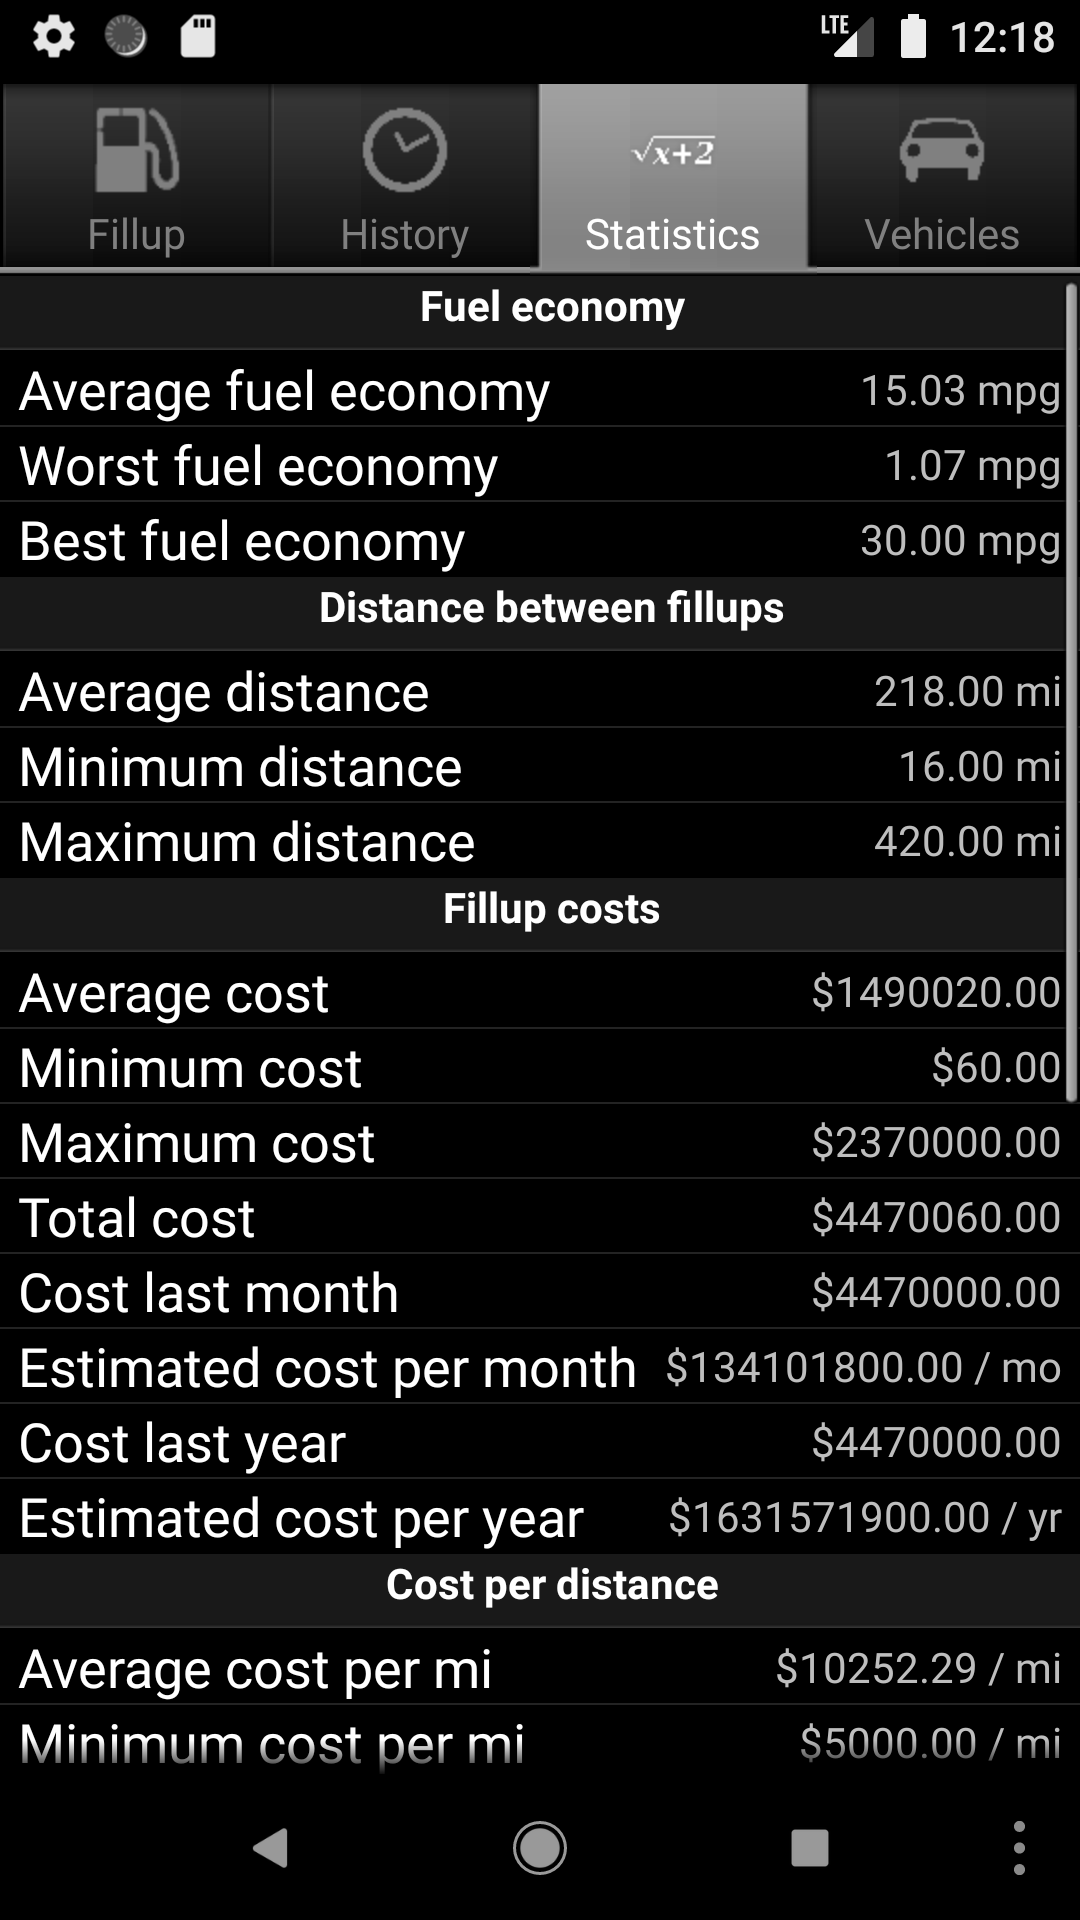 LTE 12:18
√x+2
Fillup History Statistics Vehicles
Fuel economy
Average fuel economy 15.03 mpg
Worst fuel economy 1.07 mpg
Best fuel economy 30.00 mpg
Distance between fillups
Average distance 218.00 mi
Minimum distance 16.00 mi
Maximum distance 420.00 mi
Fillup costs
Average cost $1490020.00
Minimum cost $60.00
Maximum cost $2370000.00
Total cost $4470060.00
Cost last month $4470000.00
Estimated cost per month $134101800.00 / mo
Cost last year $4470000.00
Estimated cost per year $1631571900.00 / yr
Cost per distance
Average cost per mi $10252.29 / mi
Minimum cost per mi $5000.00 / mi